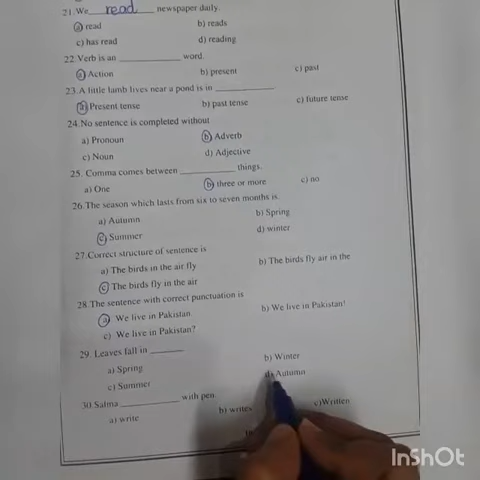 21.We read newspaper daily.
a) read b) reads
c) has read d) reading
22.Verb is an ____________ word.
a) Action b) present c) past
23.A little lamb lives near a pond is in ____________
a) Present tense b) past tense c) future tense
24.No sentence is completed without
a) Pronoun b) Adverb
c) Noun d) Adjective
25. Comma comes between ____________ things.
a) One b) three or more c) no
26.The season which lasts from six to seven months is.
a) Autumn b) Spring
c) Summer d) winter
27.Correct structure of sentence is
a) The birds in the air fly b) The birds fly air in the
c) The birds fly in the air
28.The sentence with correct punctuation is
a) We live in Pakistan b) We live in Pakistan!
c) We live in Pakistan?
29. Leaves fall in _______
a) Spring b) Winter
c) Summer d) Autumn
30.Salma ____________ with pen.
a) write b) writes c)Written
InShOt